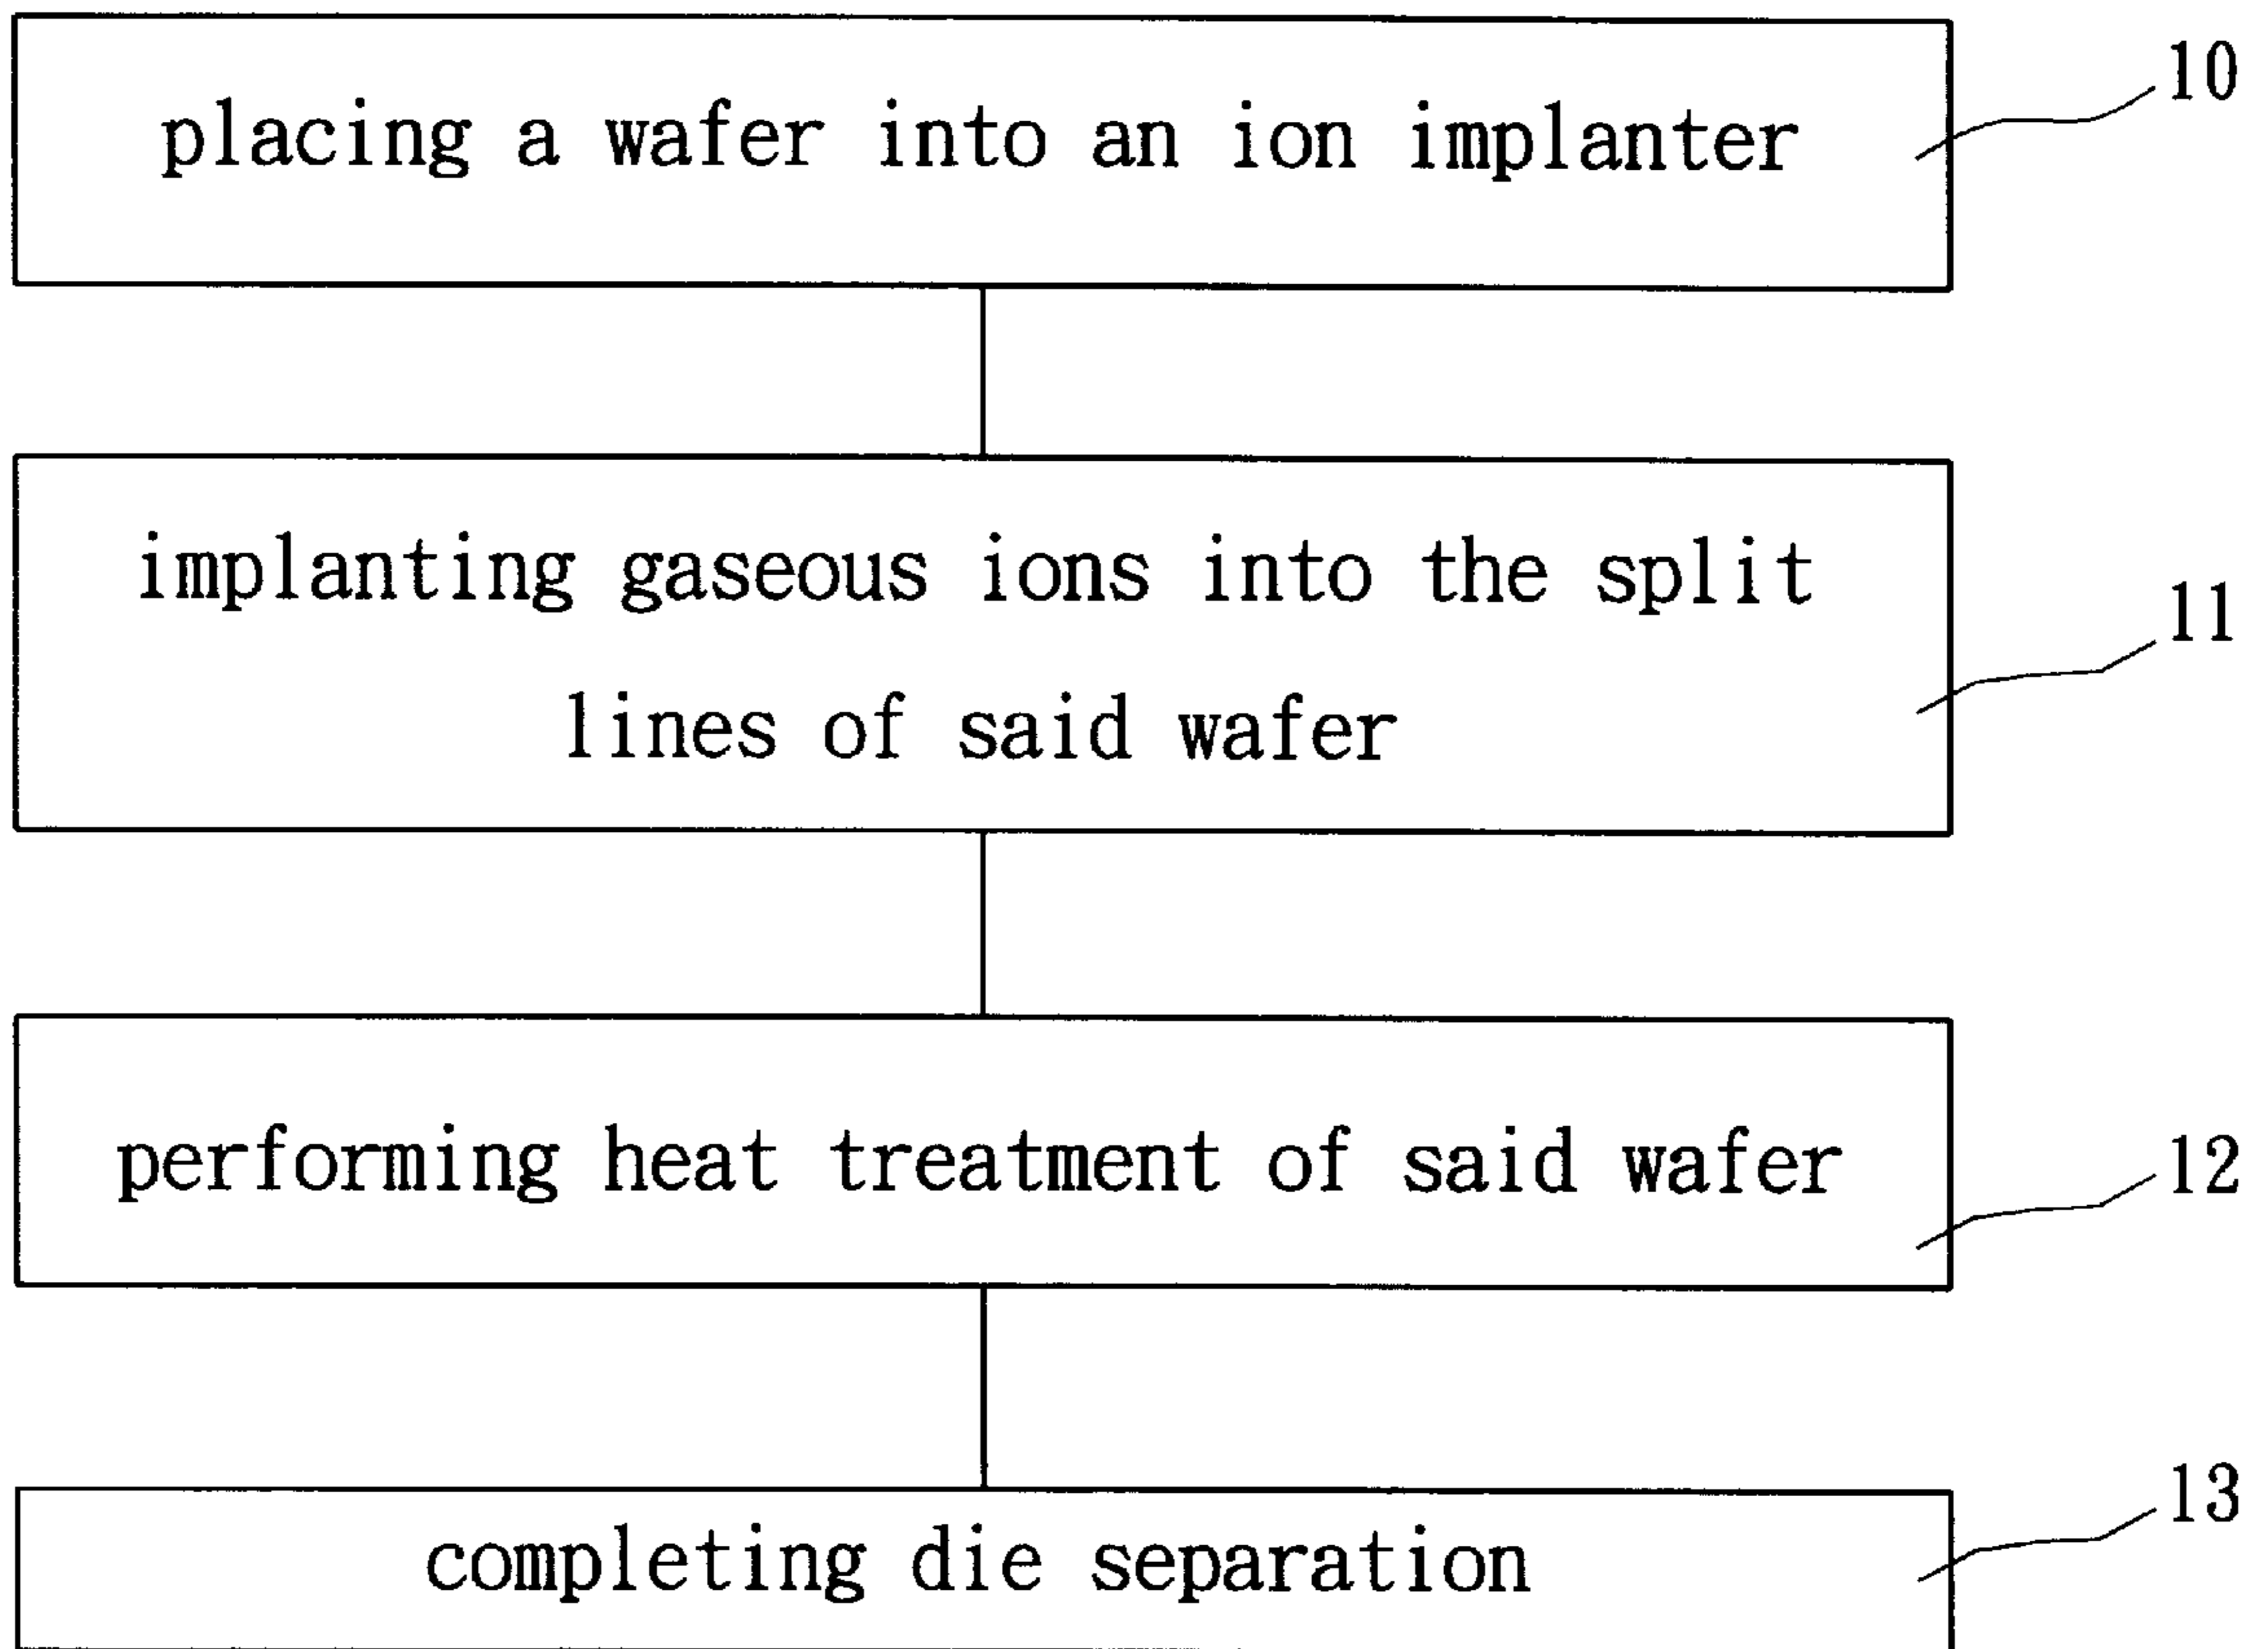 placing a wafer into an ion implanter
10
implanting gaseous ions into the split
lines of said wafer
11
performing heat treatment of said wafer
12
completing die separation
13